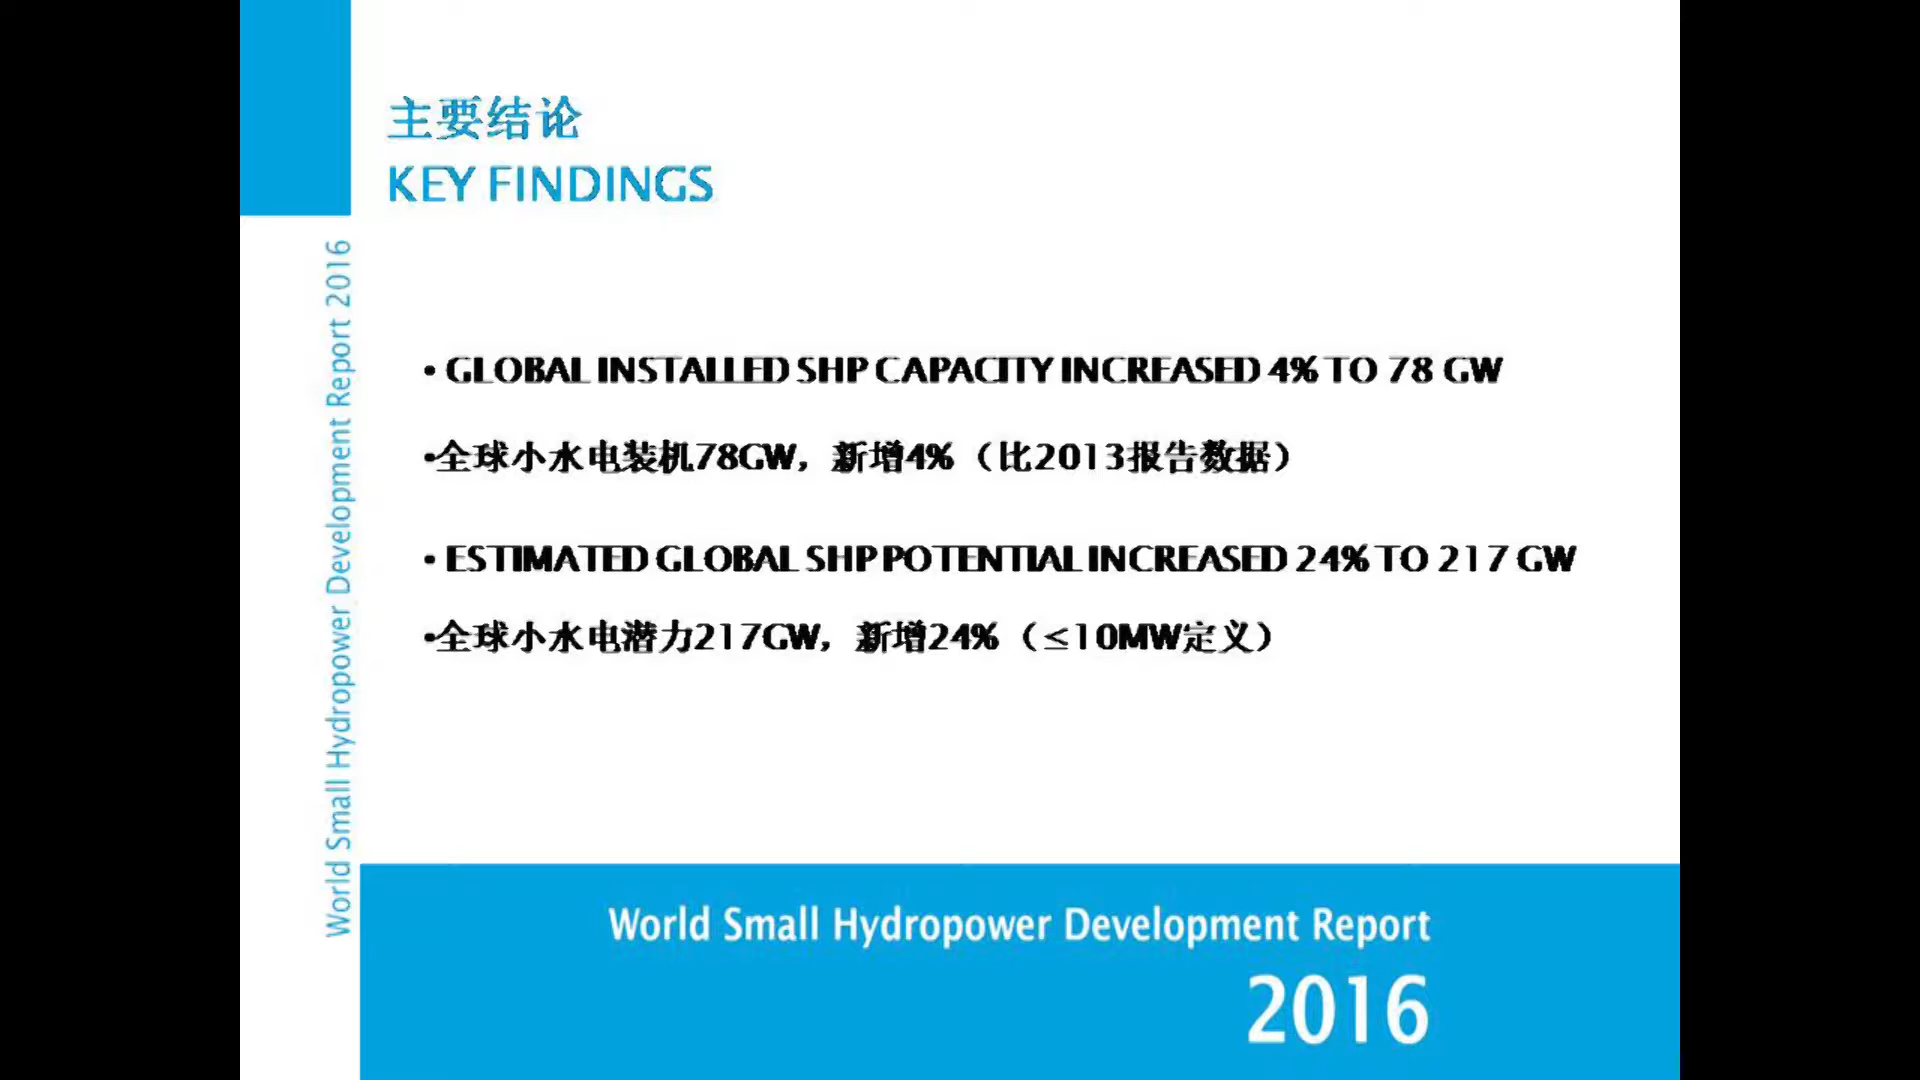 主要结论
KEY FINDINGS
World Small Hydropower Development Report 2016
• GLOBAL INSTALLED SHP CAPACITY INCREASED 4% TO 78 GW
•全球小水电装机78GW，新增4%（比2013报告数据）
• ESTIMATED GLOBAL SHP POTENTIAL INCREASED 24% TO 217 GW
•全球小水电潜力217GW，新增24%（≤10MW定义）
World Small Hydropower Development Report
2016